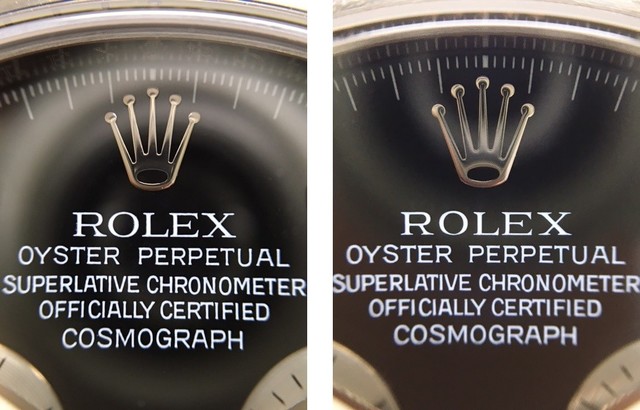 ROLEX
OYSTER PERPETUAL
SUPERLATIVE CHRONOMETER
OFFICIALLY CERTIFIED
COSMOGRAPH
ROLEX
OYSTER PERPETUAL
SUPERLATIVE CHRONOMETER
OFFICIALLY CERTIFIED
COSMOGRAPH